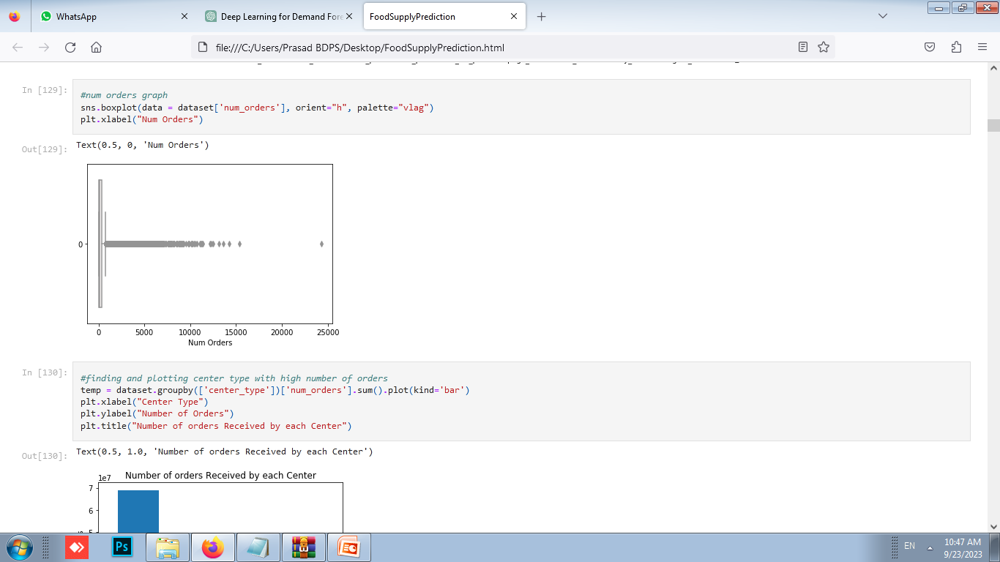 WhatsApp
Deep Learning for Demand Fore
FoodSupplyPrediction
file:///C:/Users/Prasad BDPS/Desktop/FoodSupplyPrediction.html
In [129]:
#num orders graph
sns.boxplot(data = dataset['num_orders'], orient="h", palette="vlag")
plt.xlabel("Num Orders")
Out[129]:
Text(0.5, 0, 'Num Orders')
0
0 5000 10000 15000 20000 25000
Num Orders
In [130]:
#finding and plotting center type with high number of orders
temp = dataset.groupby(['center_type'])['num_orders'].sum().plot(kind='bar')
plt.xlabel("Center Type")
plt.ylabel("Number of Orders")
plt.title("Number of orders Received by each Center")
Out[130]:
Text(0.5, 1.0, 'Number of orders Received by each Center')
Number of orders Received by each Center
1e7
7
6
5
Ps
EN
10:47 AM
9/23/2023